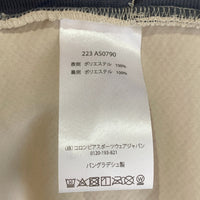 223 AS0790
表側 ポリエステル 100%
裏側 ポリエステル 100%
(株)コロンビアスポーツウェアジャパン
0120-193-821
バングラデシュ製